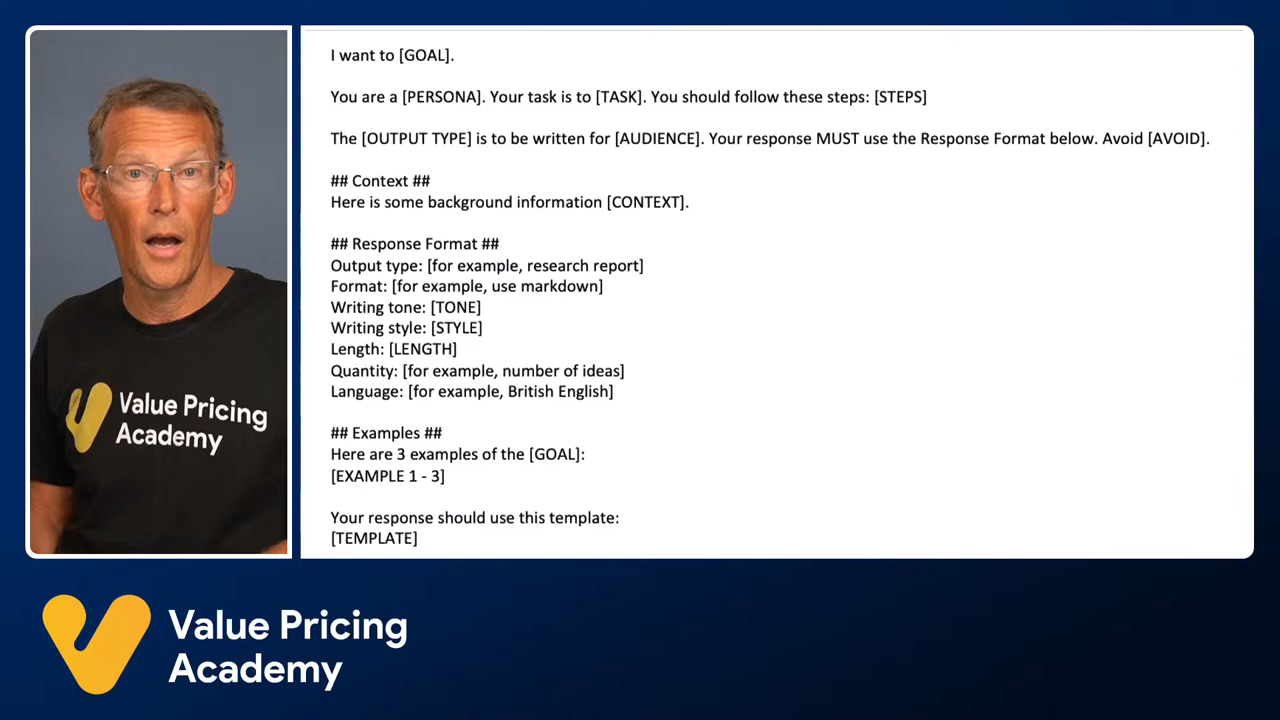 I want to [GOAL].
You are a [PERSONA]. Your task is to [TASK]. You should follow these steps: [STEPS]
The [OUTPUT TYPE] is to be written for [AUDIENCE]. Your response MUST use the Response Format below. Avoid [AVOID].
## Context ##
Here is some background information [CONTEXT].
## Response Format ##
Output type: [for example, research report]
Format: [for example, use markdown]
Writing tone: [TONE]
Writing style: [STYLE]
Length: [LENGTH]
Quantity: [for example, number of ideas]
Language: [for example, British English]
## Examples ##
Here are 3 examples of the [GOAL]:
[EXAMPLE 1 - 3]
Your response should use this template:
[TEMPLATE]
Value Pricing
Academy
Value Pricing
Academy